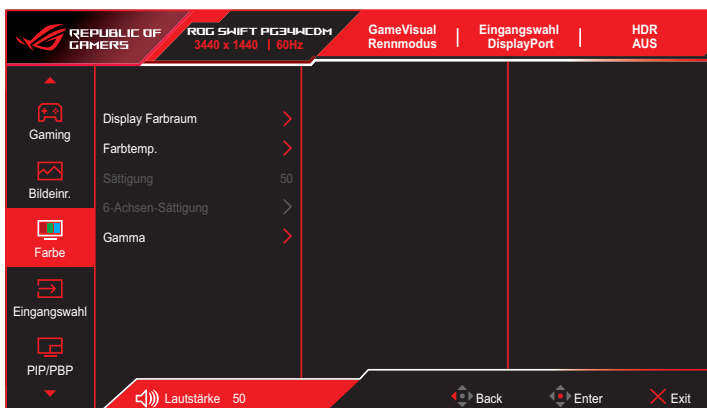 REPUBLIC OF
GAMERS
ROG SWIFT PG34WCDM
3440 x 1440 | 60Hz
GameVisual
Rennmodus
Eingangswahl
DisplayPort
HDR
AUS
Gaming
Bildeinr.
Farbe
Eingangswahl
PIP/PBP
Display Farbraum
Farbtemp.
Sättigung 50
6-Achsen-Sättigung
Gamma
Lautstärke 50
Back
Enter
Exit